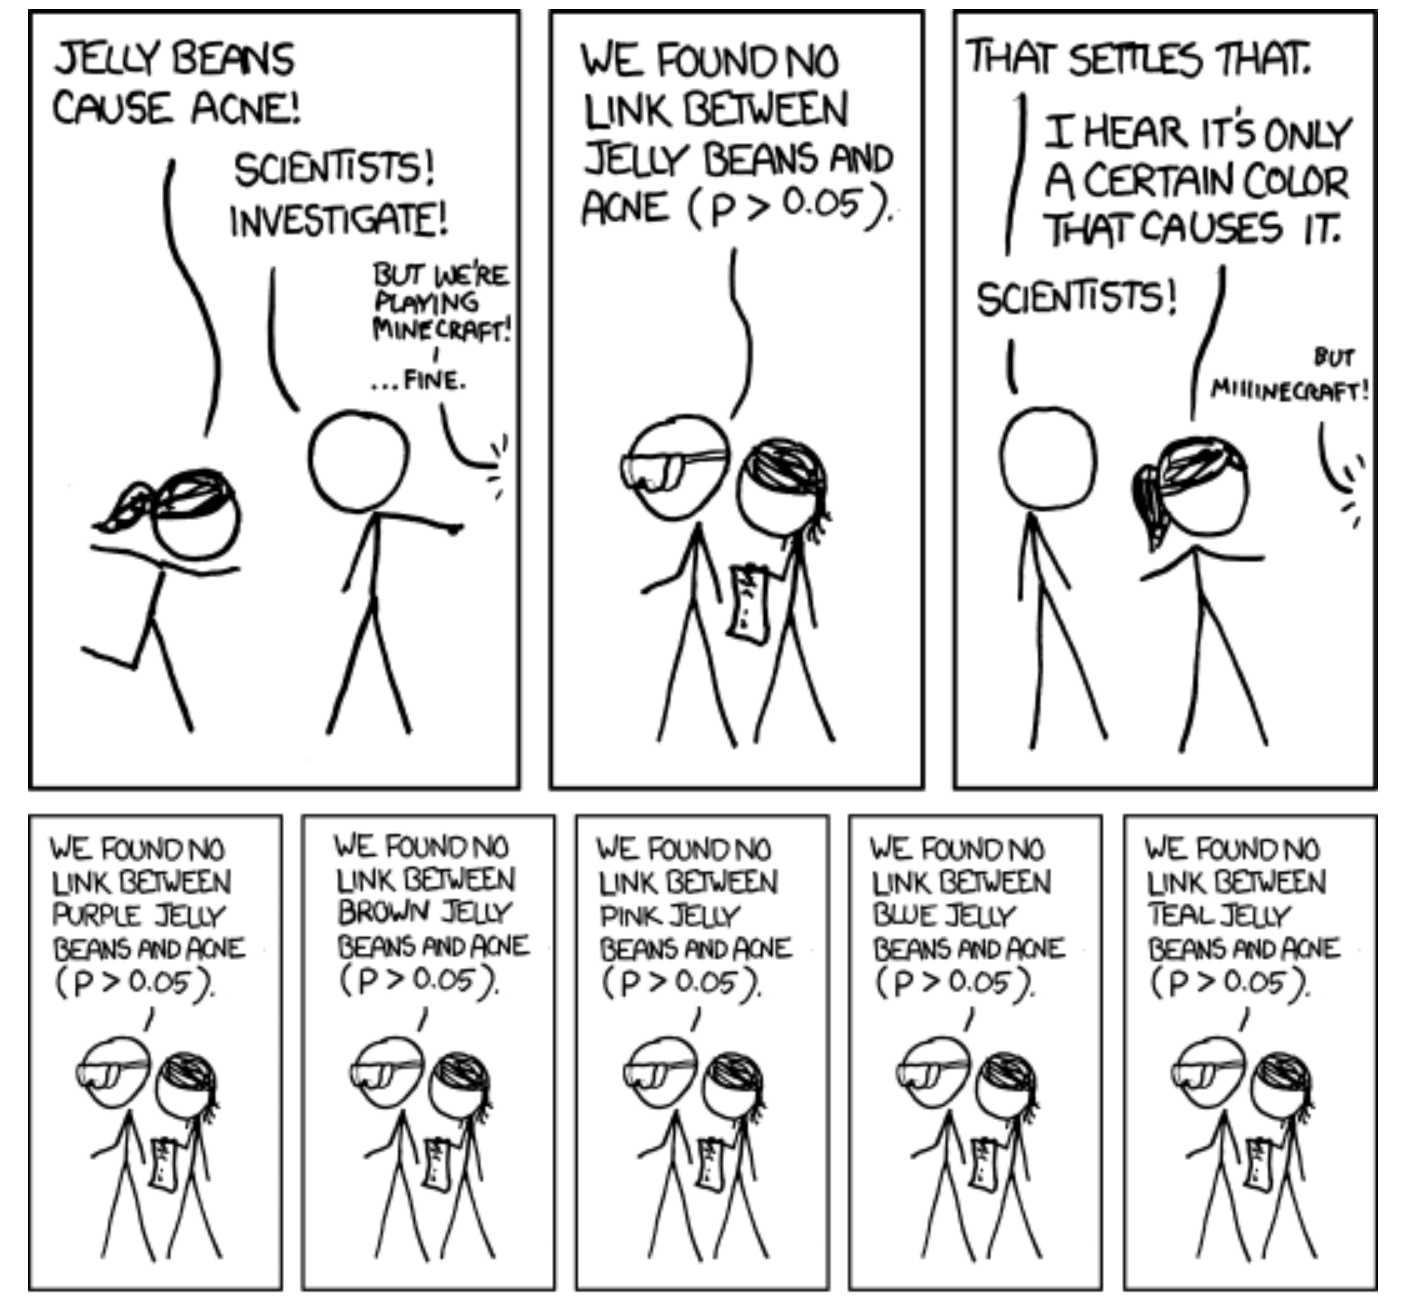 JELLY BEANS
CAUSE ACNE!
SCIENTISTS!
INVESTIGATE!
BUT WE'RE
PLAYING
MINECRAFT!
...FINE.
WE FOUND NO
LINK BETWEEN
JELLY BEANS AND
ACNE (P > 0.05).
THAT SETTLES THAT.
I HEAR IT'S ONLY
A CERTAIN COLOR
THAT CAUSES IT.
SCIENTISTS!
BUT
MIIIINECRAFT!
WE FOUND NO
LINK BETWEEN
PURPLE JELLY
BEANS AND ACNE
(P > 0.05).
WE FOUND NO
LINK BETWEEN
BROWN JELLY
BEANS AND ACNE
(P > 0.05).
WE FOUND NO
LINK BETWEEN
PINK JELLY
BEANS AND ACNE
(P > 0.05).
WE FOUND NO
LINK BETWEEN
BLUE JELLY
BEANS AND ACNE
(P > 0.05).
WE FOUND NO
LINK BETWEEN
TEAL JELLY
BEANS AND ACNE
(P > 0.05).